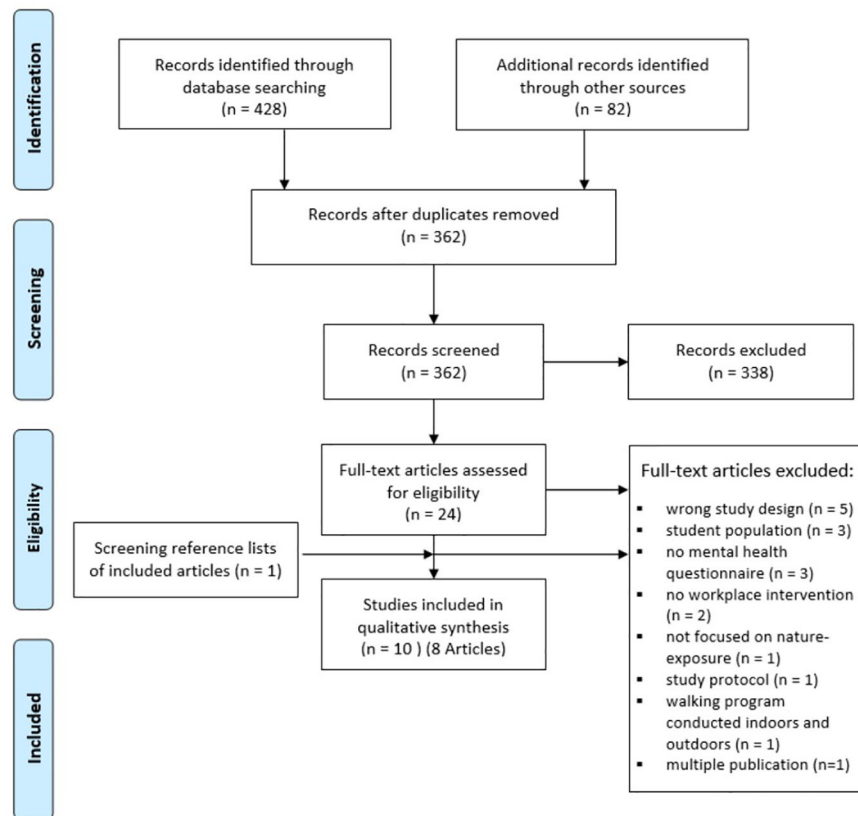 Identification
Records identified through
database searching
(n = 428)
Additional records identified
through other sources
(n = 82)
Records after duplicates removed
(n = 362)
Screening
Records screened
(n = 362)
Records excluded
(n = 338)
Eligibility
Full-text articles assessed
for eligibility
(n = 24)
Full-text articles excluded:
▪ wrong study design (n = 5)
▪ student population (n = 3)
▪ no mental health
questionnaire (n = 3)
▪ no workplace intervention
(n = 2)
▪ not focused on nature-
exposure (n = 1)
▪ study protocol (n = 1)
▪ walking program
conducted indoors and
outdoors (n = 1)
▪ multiple publication (n=1)
Screening reference lists
of included articles (n = 1)
Studies included in
qualitative synthesis
(n = 10 ) (8 Articles)
Included